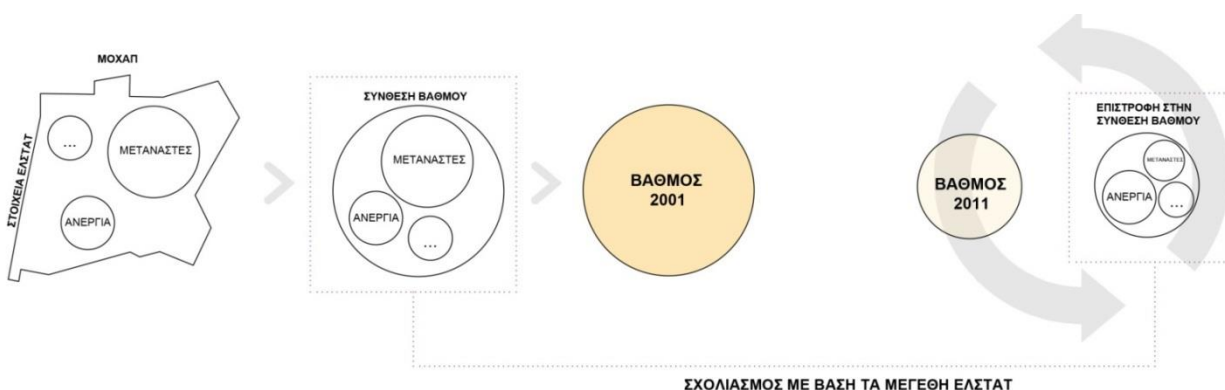 ΜΟΧΑΠ
ΣΤΟΙΧΕΙΑ ΕΛΣΤΑΤ
...
ΜΕΤΑΝΑΣΤΕΣ
ΑΝΕΡΓΙΑ
ΣΥΝΘΕΣΗ ΒΑΘΜΟΥ
ΜΕΤΑΝΑΣΤΕΣ
ΑΝΕΡΓΙΑ
...
ΒΑΘΜΟΣ
2001
ΒΑΘΜΟΣ
2011
ΕΠΙΣΤΡΟΦΗ ΣΤΗΝ
ΣΥΝΘΕΣΗ ΒΑΘΜΟΥ
ΜΕΤΑΝΑΣΤΕΣ
ΑΝΕΡΓΙΑ
...
ΣΧΟΛΙΑΣΜΟΣ ΜΕ ΒΑΣΗ ΤΑ ΜΕΓΕΘΗ ΕΛΣΤΑΤ